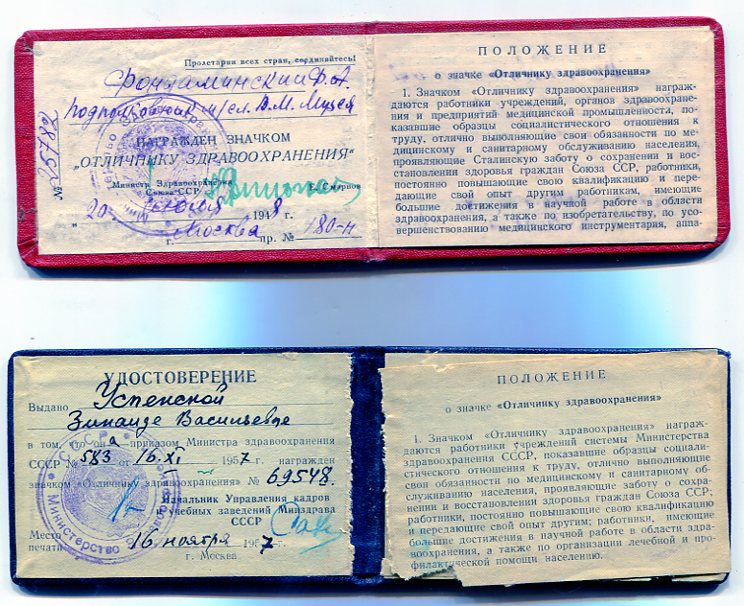 Пролетарии всех стран, соединяйтесь!
Фондаминский Ф. А.
Подполковник м/сл. В. М. Музея
НАГРАЖДЕН ЗНАЧКОМ
„ОТЛИЧНИКУ ЗДРАВООХРАНЕНИЯ“
№ 25782
Министр Здравоохранения
Союза ССР
Смирнов
„20“ июля 1948 г.
г. Москва пр. № 180-н
ПОЛОЖЕНИЕ
о значке «Отличнику здравоохранения»
1. Значком «Отличнику здравоохранения» награж-
даются работники учреждений, органов здравоохране-
ния и предприятий медицинской промышленности, по-
казавшие образцы социалистического отношения к
труду, отлично выполняющие свои обязанности по ме-
дицинскому и санитарному обслуживанию населения,
проявляющие Сталинскую заботу о сохранении и вос-
становлении здоровья граждан Союза ССР, работники,
постоянно повышающие свою квалификацию и пере-
дающие свой опыт другим работникам, имеющие
большие достижения в научной работе в области
здравоохранения, а также по изобретательству, по усо-
вершенствованию медицинского инструментария, аппа-
УДОСТОВЕРЕНИЕ
Выдано Успенской
Зинаиде Васильевне
в том, что она приказом Министра здравоохранения
СССР № 583 от 16.XI 1957 г. награжден
значком «Отличнику здравоохранения» № 69548.
Начальник Управления кадров
и учебных заведений Минздрава
СССР
Место
печати
16 ноября 1957 г.
г. Москва
СССР
Министерство
ПОЛОЖЕНИЕ
о значке «Отличнику здравоохранения»
1. Значком «Отличнику здравоохранения» награж-
даются работники учреждений системы Министерства
здравоохранения СССР, показавшие образцы социали-
стического отношения к труду, отлично выполняющие
свои обязанности по медицинскому и санитарному об-
служиванию населения, проявляющие заботу о сохране-
нии и восстановлении здоровья граждан Союза ССР;
работники, постоянно повышающие свою квалификацию
и передающие свой опыт другим; работники, имеющие
большие достижения в научной работе в области здра-
воохранения, а также по организации лечебной и про-
филактической помощи населению.